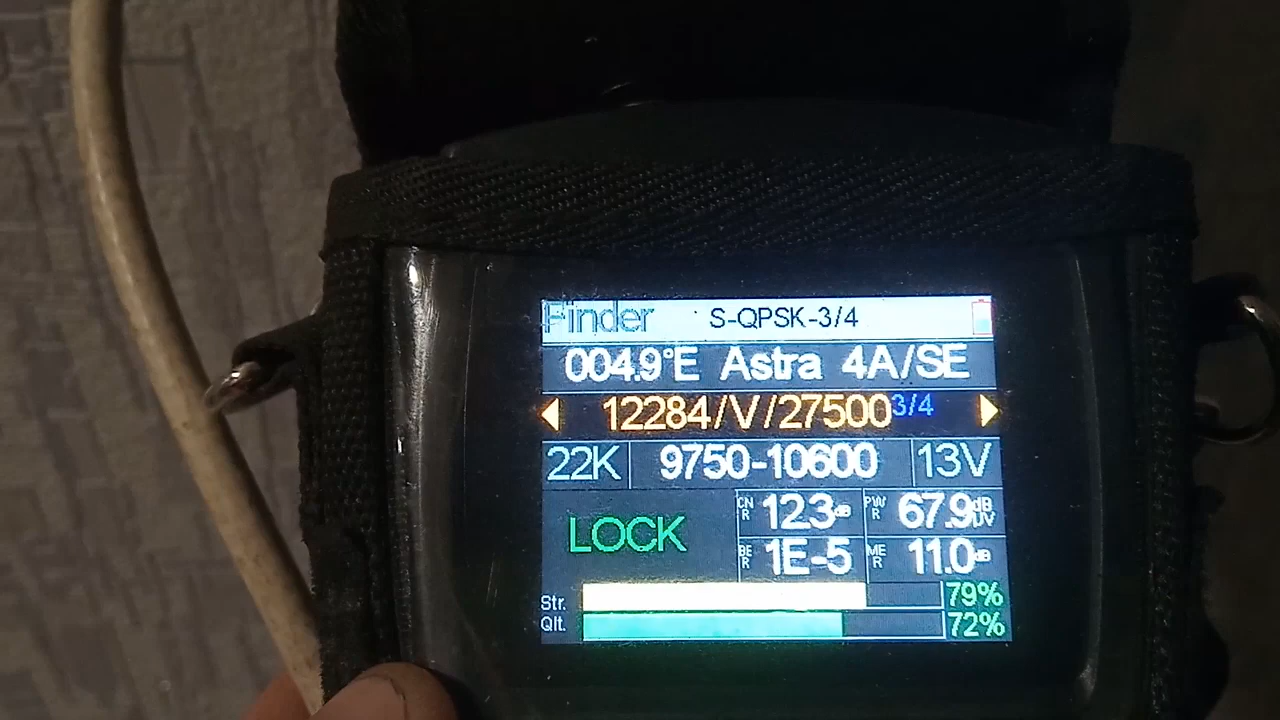 Finder S-QPSK-3/4
004.9°E Astra 4A/SE
12284/V/27500 3/4
22K 9750-10600 13V
LOCK
CNR 12.3 dB PWR 67.9 dBUV
BER 1E-5 MER 11.0 dB
Str. 79%
Qlt. 72%